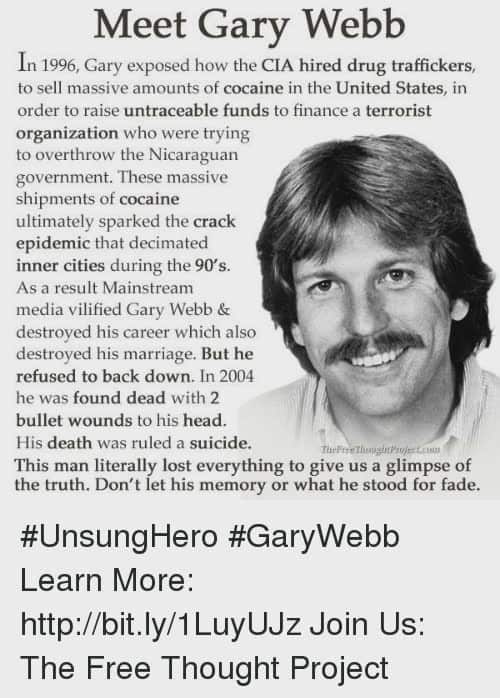 Meet Gary Webb
In 1996, Gary exposed how the CIA hired drug traffickers,
to sell massive amounts of cocaine in the United States, in
order to raise untraceable funds to finance a terrorist
organization who were trying
to overthrow the Nicaraguan
government. These massive
shipments of cocaine
ultimately sparked the crack
epidemic that decimated
inner cities during the 90's.
As a result Mainstream
media vilified Gary Webb &
destroyed his career which also
destroyed his marriage. But he
refused to back down. In 2004
he was found dead with 2
bullet wounds to his head.
His death was ruled a suicide.
TheFreeThoughtProject.com
This man literally lost everything to give us a glimpse of
the truth. Don't let his memory or what he stood for fade.
#UnsungHero #GaryWebb
Learn More:
http://bit.ly/1LuyUJz Join Us:
The Free Thought Project